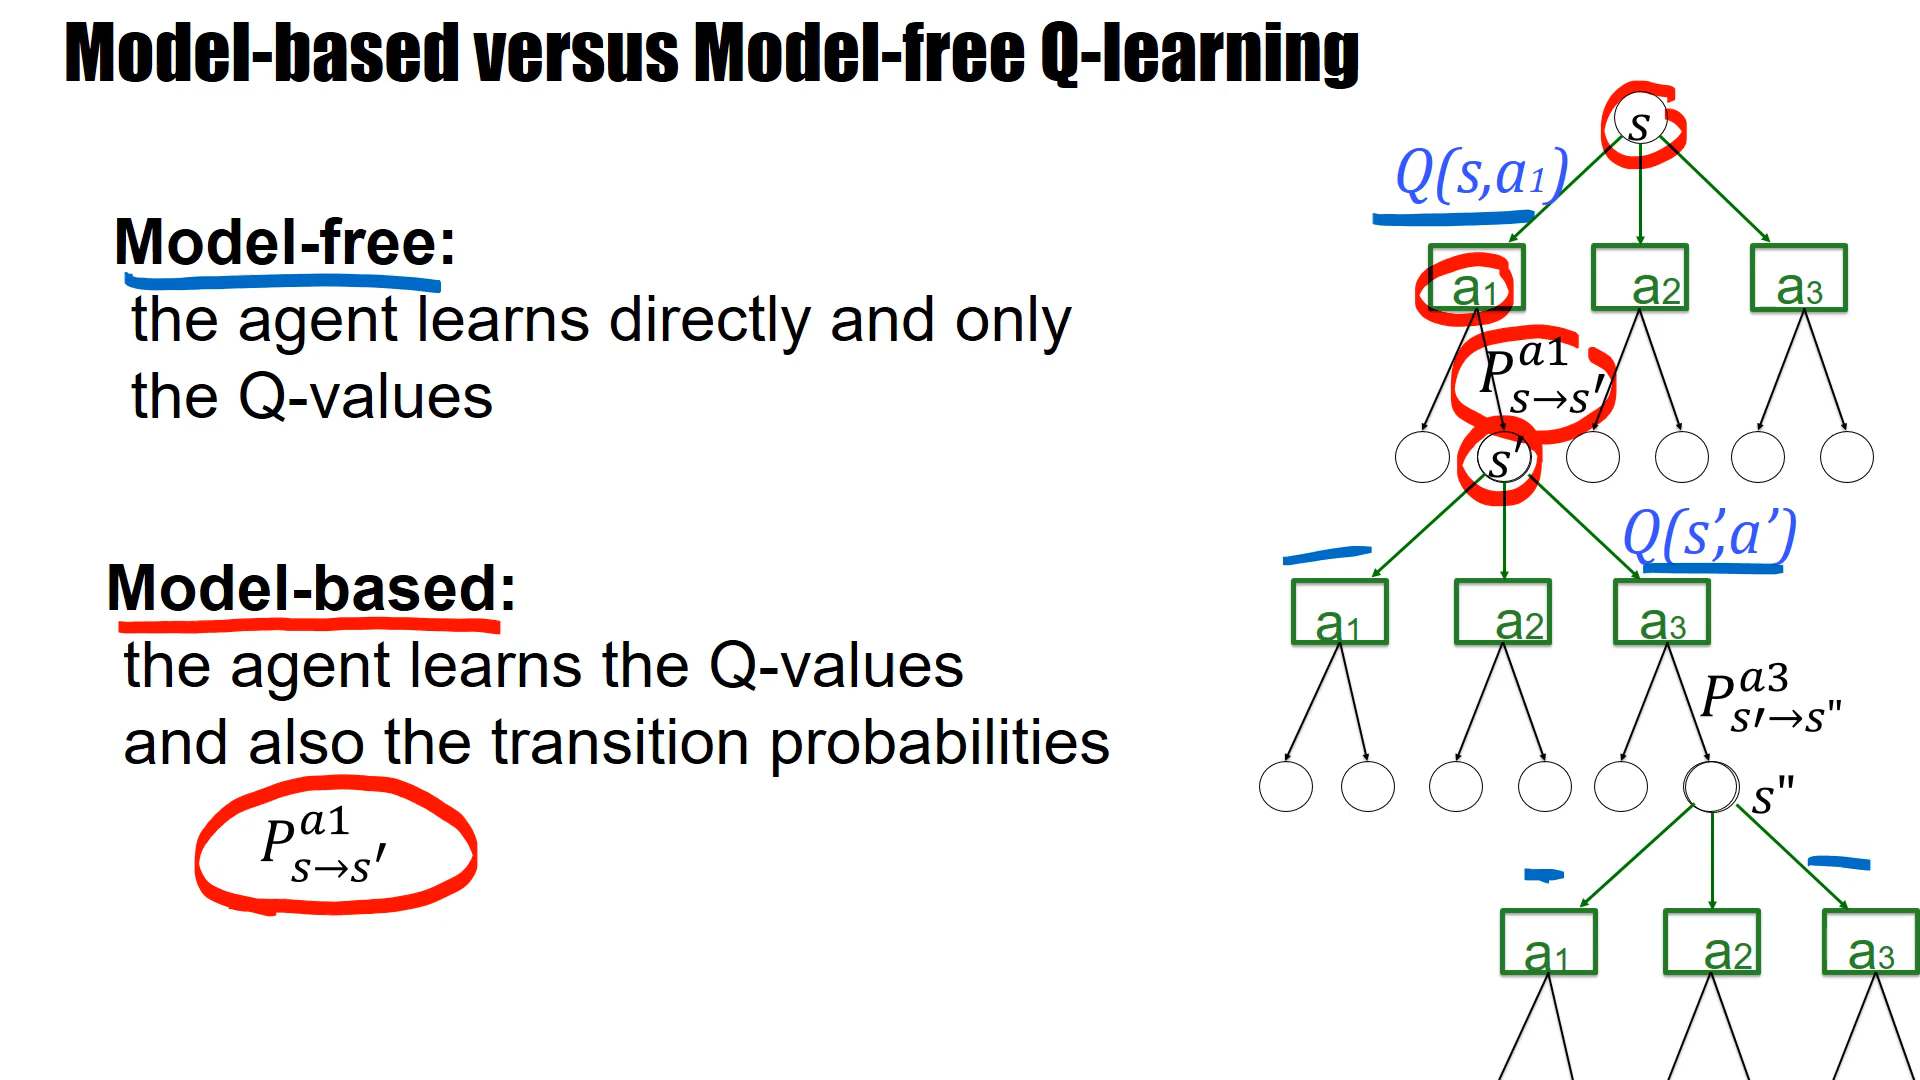 Model-based versus Model-free Q-learning
s
Q(s,a1)
Model-free:
a1 a2 a3
the agent learns directly and only
the Q-values
P^{a1}_{s→s'}
s'
Q(s',a')
Model-based:
a1 a2 a3
the agent learns the Q-values
and also the transition probabilities
P^{a3}_{s'→s"}
s"
P^{a1}_{s→s'}
a1 a2 a3